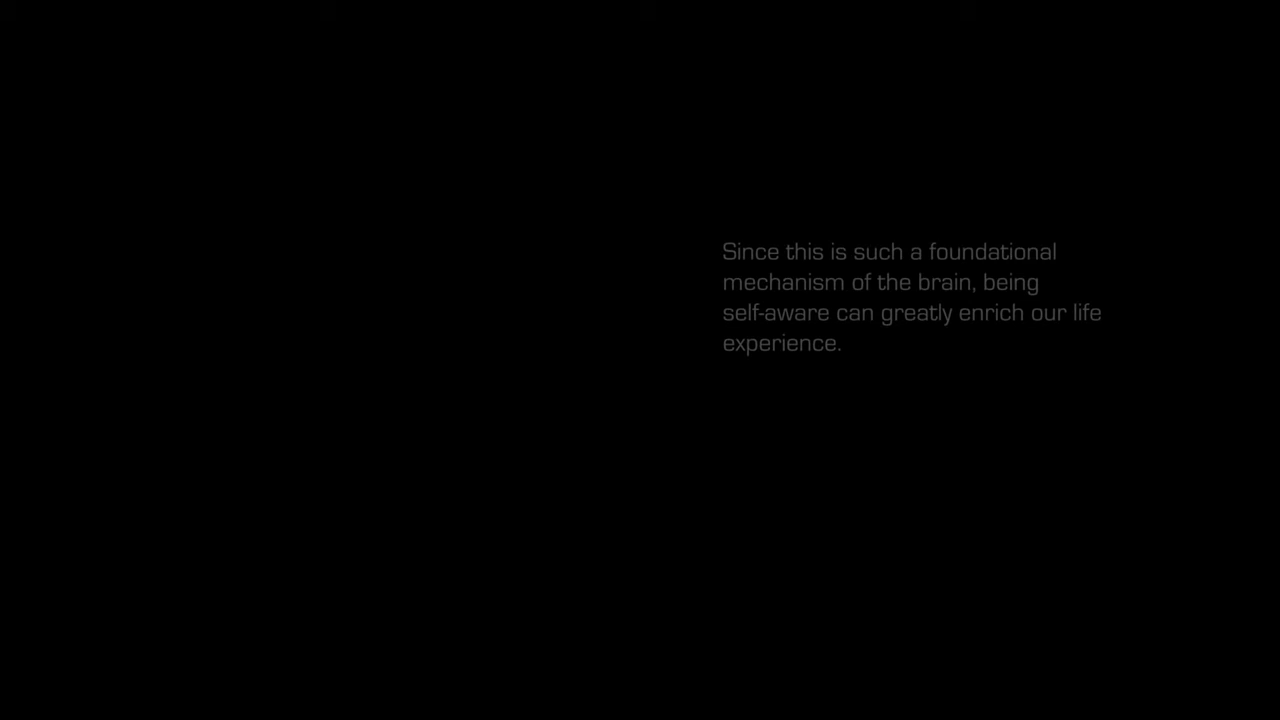 Since this is such a foundational
mechanism of the brain, being
self-aware can greatly enrich our life
experience.